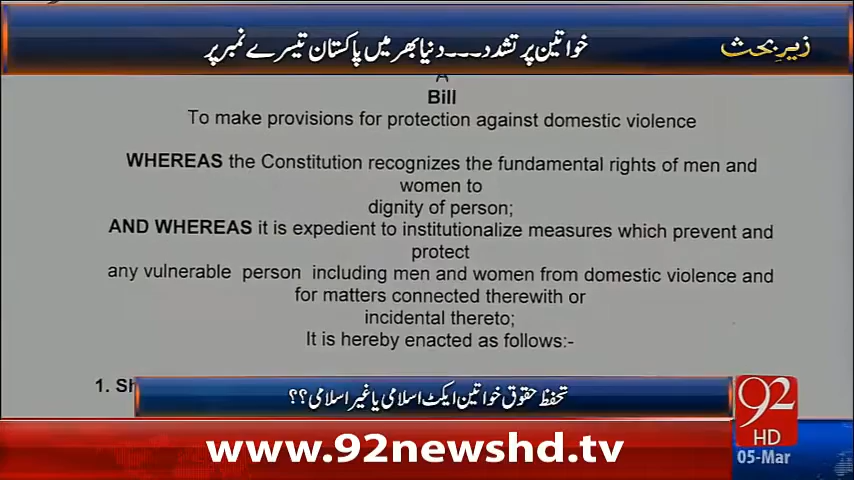 خواتین پر تشدد۔۔۔دنیا بھر میں پاکستان تیسرے نمبر پر
زیرِ بحث
A
Bill
To make provisions for protection against domestic violence
WHEREAS the Constitution recognizes the fundamental rights of men and
women to
dignity of person;
AND WHEREAS it is expedient to institutionalize measures which prevent and
protect
any vulnerable person including men and women from domestic violence and
for matters connected therewith or
incidental thereto;
It is hereby enacted as follows:-
1. Sh
تحفظ حقوق خواتین ایکٹ اسلامی یا غیر اسلامی؟؟
92
HD
www.92newshd.tv
05-Mar